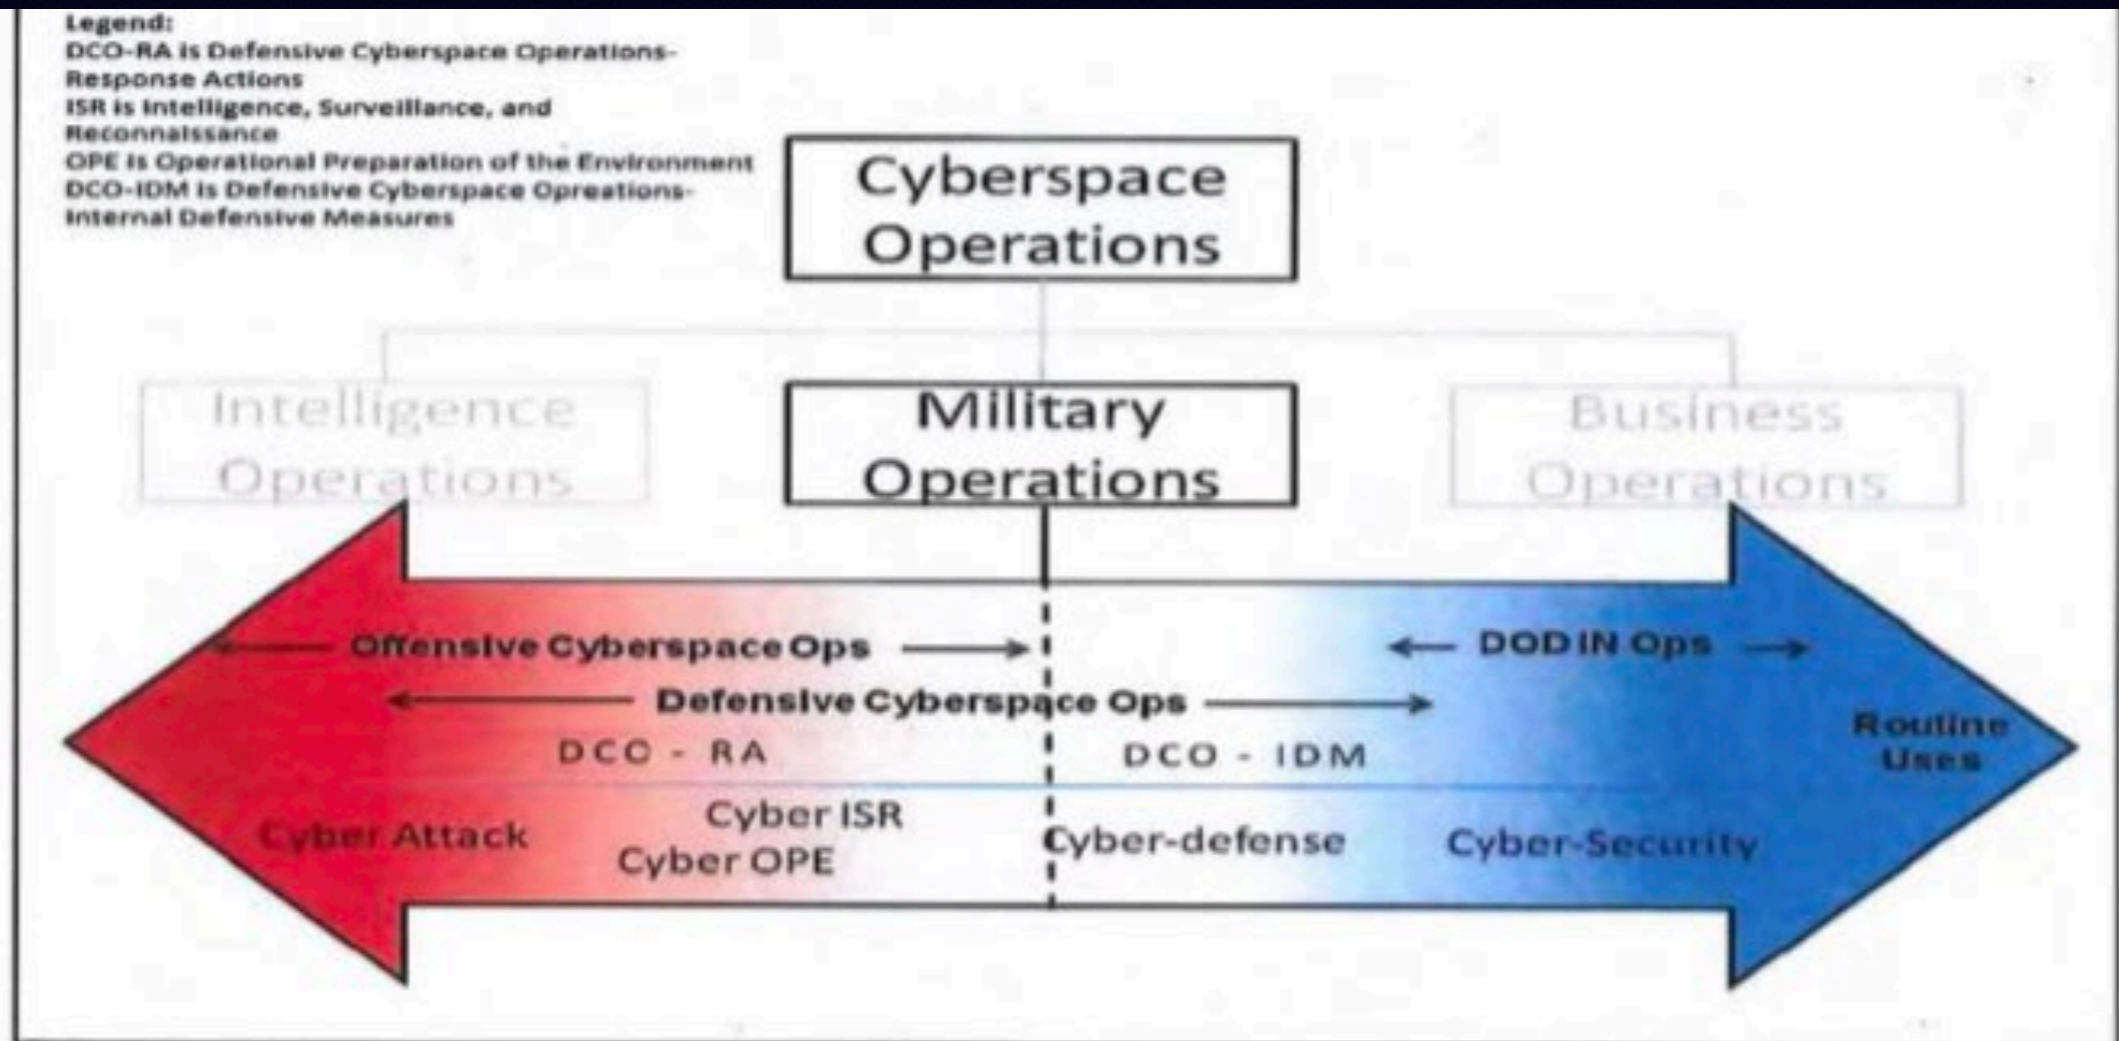 Legend:
DCO-RA is Defensive Cyberspace Operations-
Response Actions
ISR is Intelligence, Surveillance, and
Reconnaissance
OPE is Operational Preparation of the Environment
DCO-IDM is Defensive Cyberspace Opreations-
Internal Defensive Measures
Cyberspace
Operations
Intelligence
Operations
Military
Operations
Business
Operations
Offensive Cyberspace Ops
DODIN Ops
Defensive Cyberspace Ops
DCO - RA
DCO - IDM
Routine
Uses
Cyber Attack
Cyber ISR
Cyber OPE
Cyber-defense
Cyber-Security